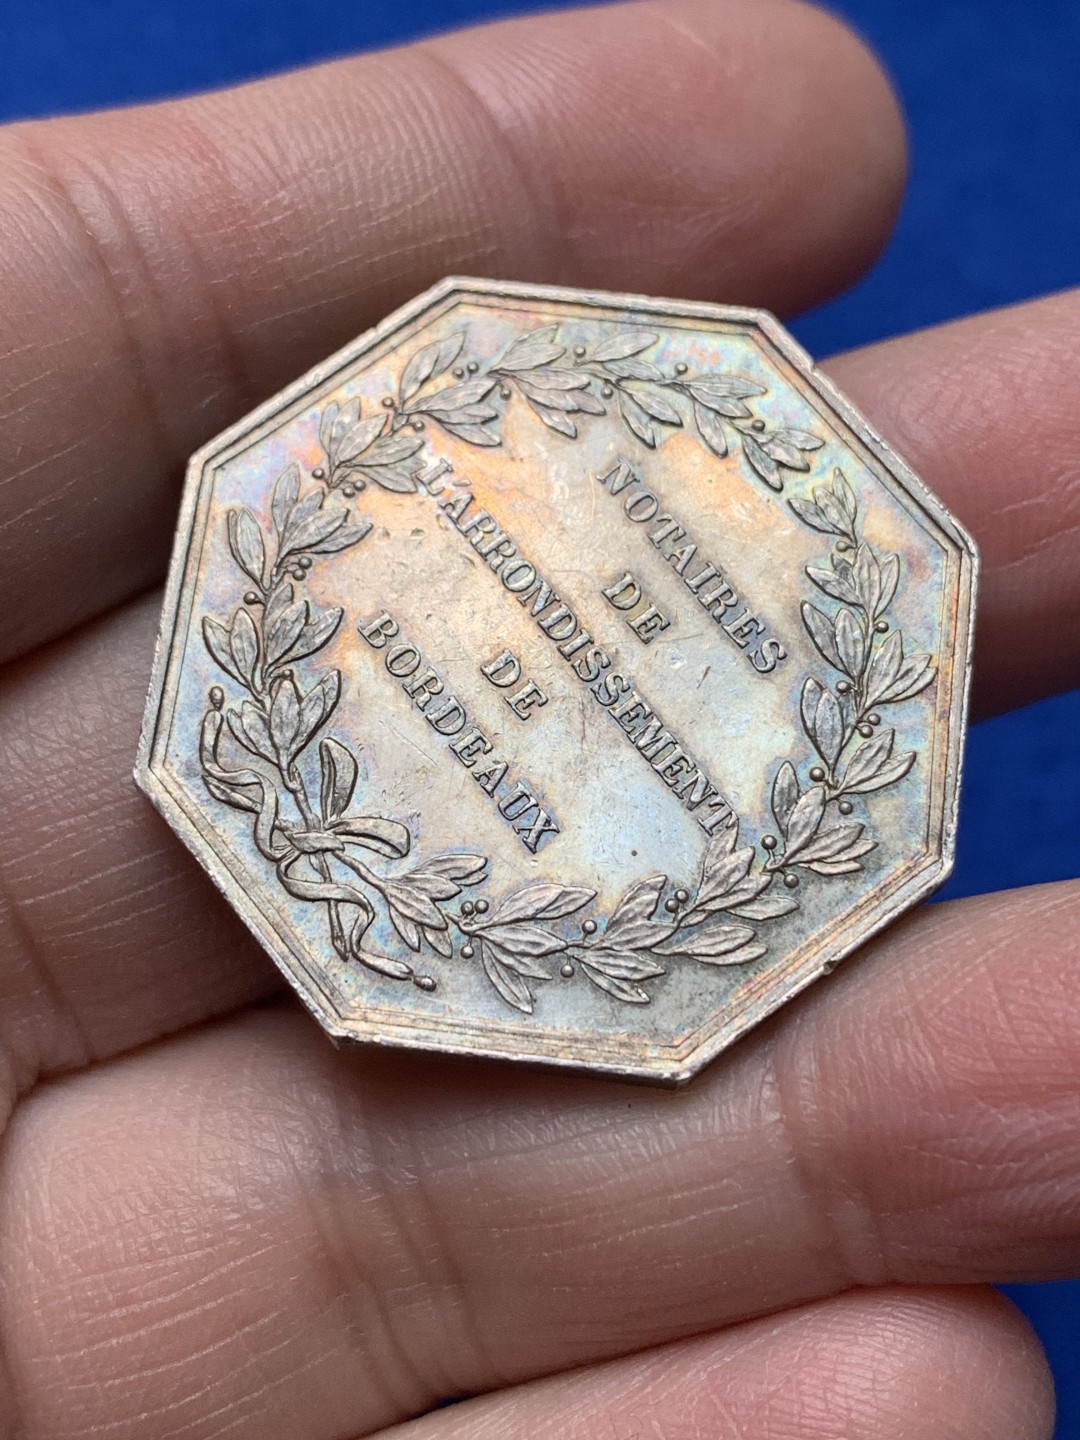 NOTAIRES
DE
L'ARRONDISSEMENT
DE
BORDEAUX